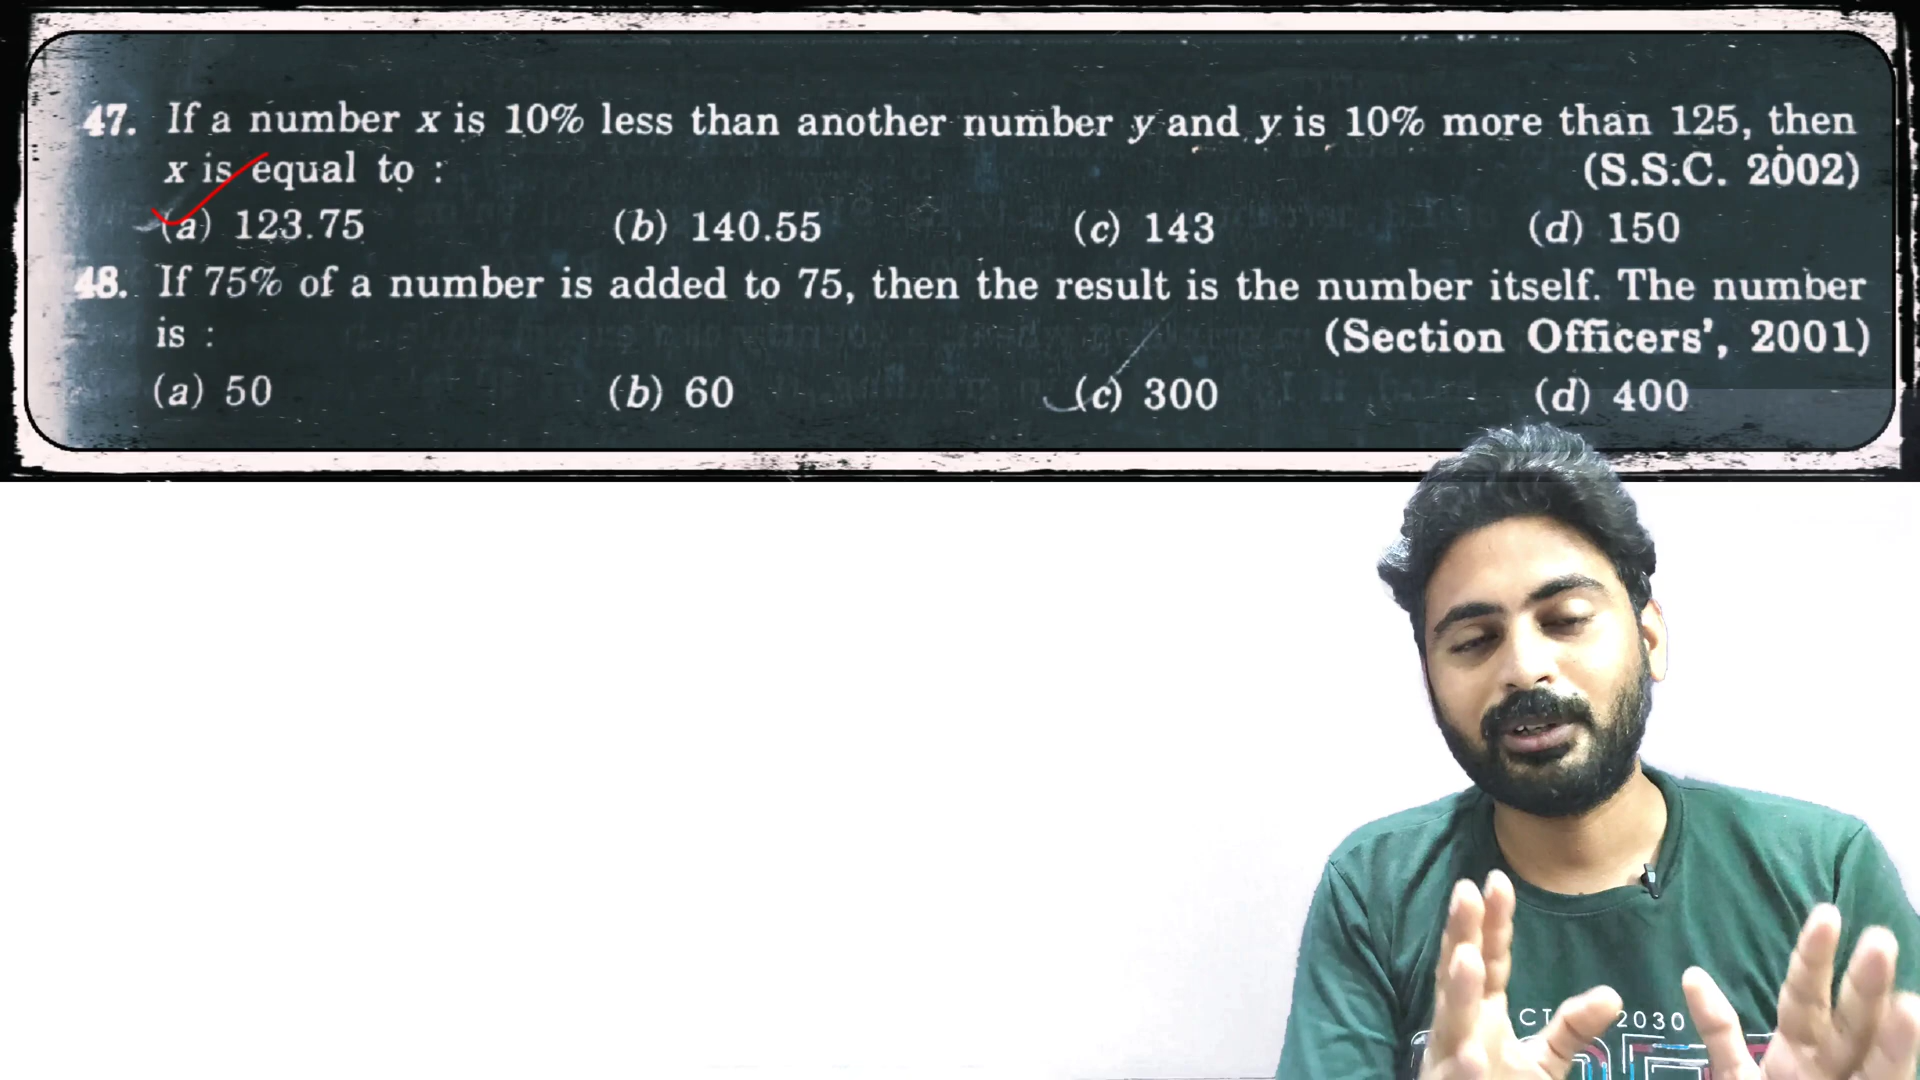 47. If a number x is 10% less than another number y and y is 10% more than 125, then
x is equal to : (S.S.C. 2002)
(a) 123.75 (b) 140.55 (c) 143 (d) 150
48. If 75% of a number is added to 75, then the result is the number itself. The number
is : (Section Officers', 2001)
(a) 50 (b) 60 (c) 300 (d) 400
2030